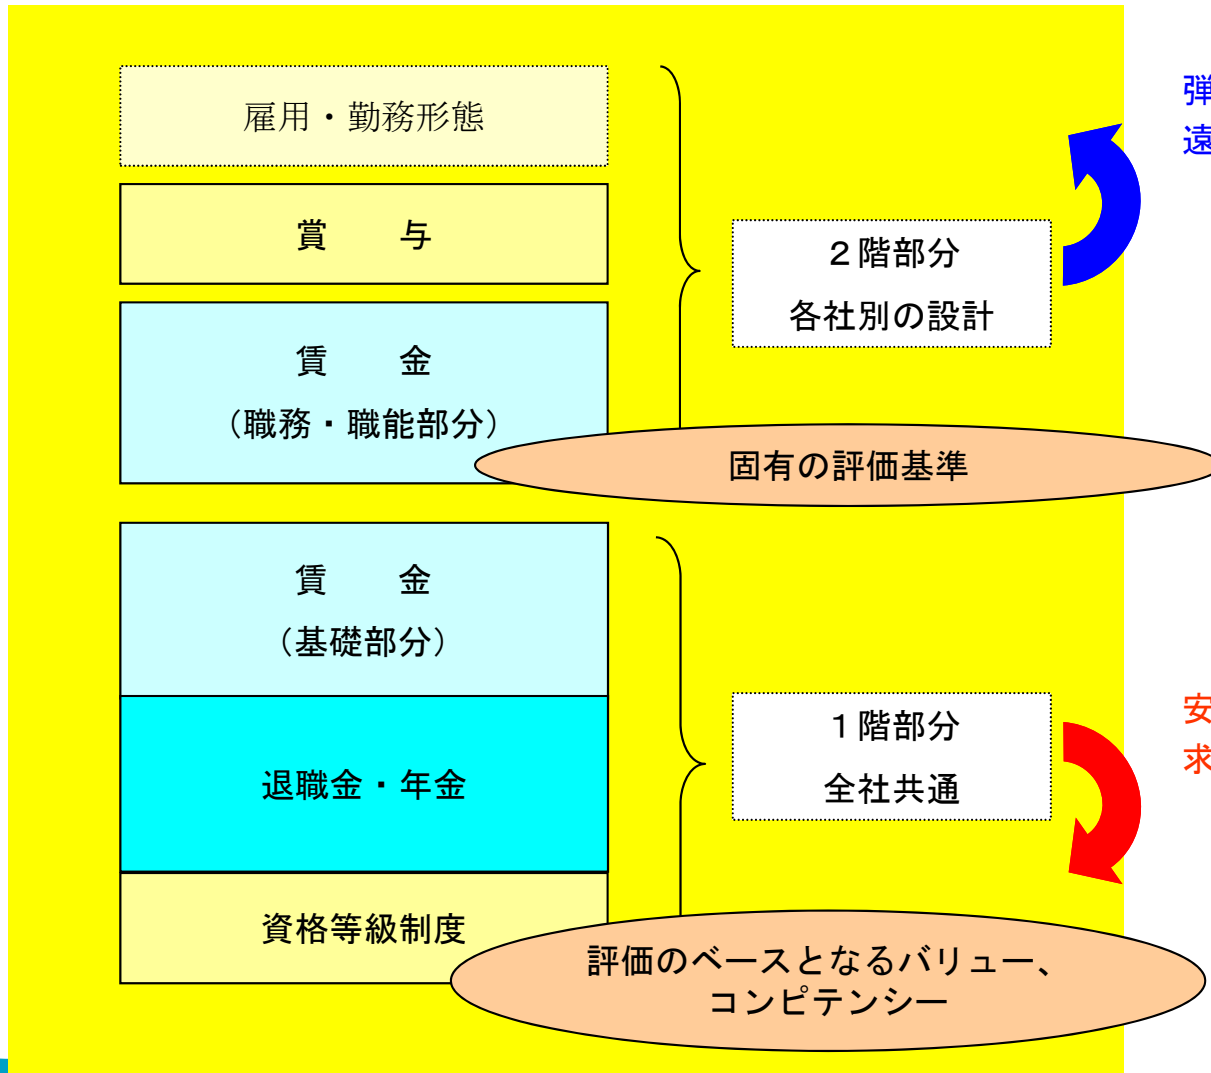 雇用・勤務形態
賞　与
賃　金
（職務・職能部分）
２階部分
各社別の設計
弾
遠
固有の評価基準
賃　金
（基礎部分）
退職金・年金
資格等級制度
１階部分
全社共通
安
求
評価のベースとなるバリュー、
コンピテンシー